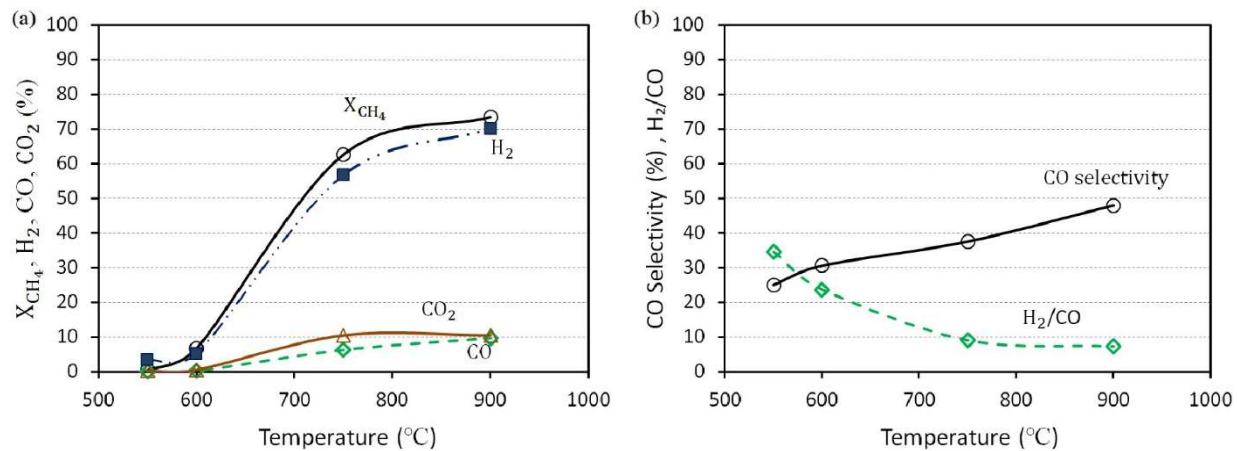 (a)
100
90
80
70
60
50
40
30
20
10
0
X_CH₄, H₂, CO, CO₂ (%)
X_CH₄
H₂
CO₂
CO
500 600 700 800 900 1000
Temperature (°C)
(b)
100
90
80
70
60
50
40
30
20
10
0
CO Selectivity (%) , H₂/CO
CO selectivity
H₂/CO
500 600 700 800 900 1000
Temperature (°C)